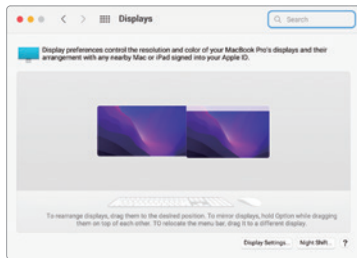 Displays
Search
Display preferences control the resolution and color of your MacBook Pro's displays and their
arrangement with any nearby Mac or iPad signed into your Apple ID.
To rearrange displays, drag them to the desired position. To mirror displays, hold Option while dragging
them on top of each other. TO relocate the menu bar, drag it to a different display.
Display Settings... Night Shift... ?